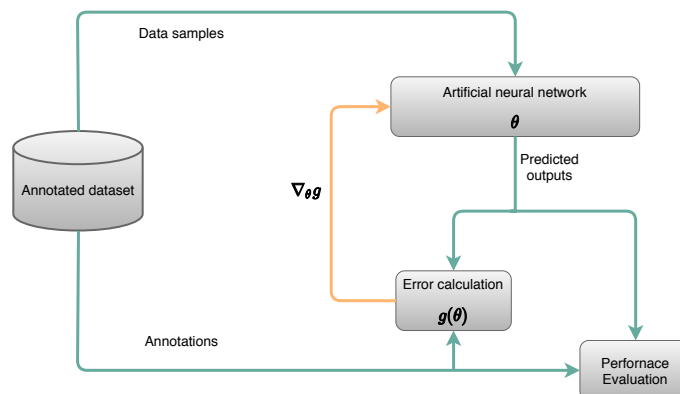 Data samples
Artificial neural network
θ
Predicted
outputs
Annotated dataset
∇θg
Error calculation
g(θ)
Annotations
Perfornace
Evaluation